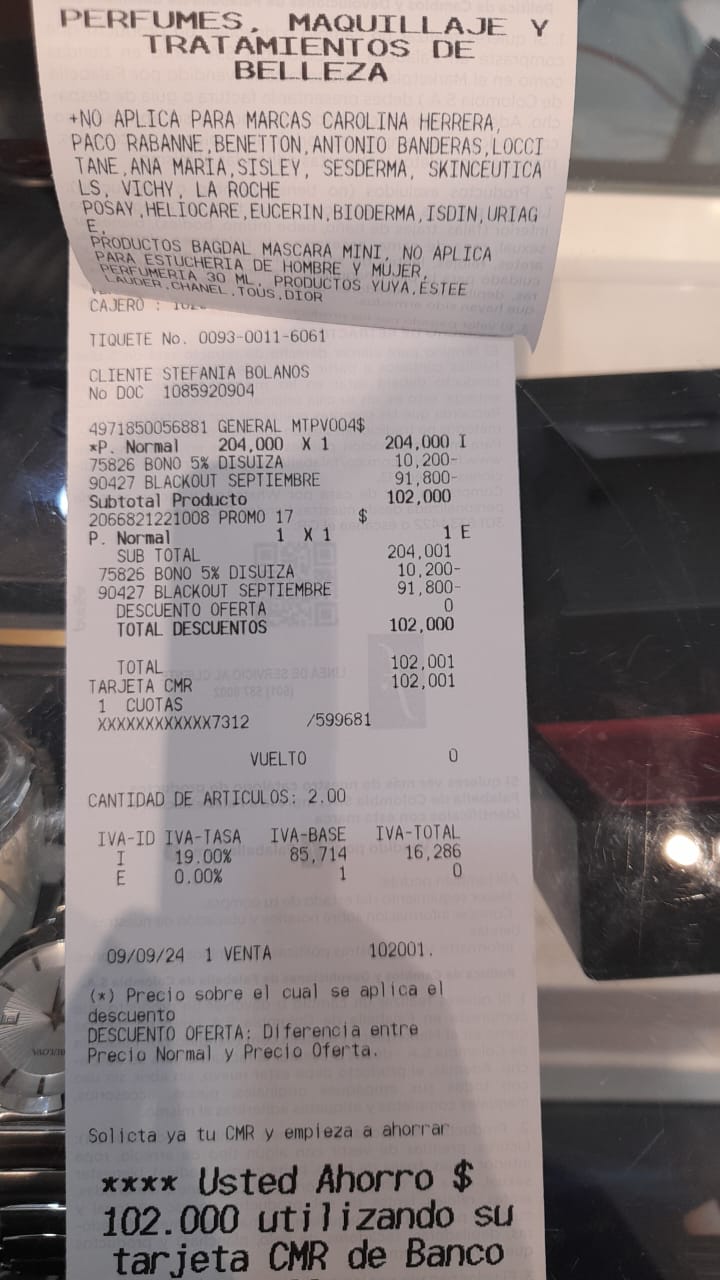 PERFUMES, MAQUILLAJE Y
TRATAMIENTOS DE
BELLEZA
+NO APLICA PARA MARCAS CAROLINA HERRERA,
PACO RABANNE,BENETTON,ANTONIO BANDERAS,LOCCI
TANE,ANA MARIA,SISLEY, SESDERMA, SKINCEUTICA
LS, VICHY, LA ROCHE
POSAY,HELIOCARE,EUCERIN,BIODERMA,ISDIN,URIAG
E,
PRODUCTOS BAGDAL MASCARA MINI, NO APLICA
PARA ESTUCHERIA DE HOMBRE Y MUJER,
PERFUMERIA 30 ML, PRODUCTOS YUYA,ESTEE
LAUDER,CHANEL,TOUS,DIOR
CAJERO :
TIQUETE No. 0093-0011-6061
CLIENTE STEFANIA BOLANOS
No DOC 1085920904
4971850056881 GENERAL MTPV004$
*P. Normal 204,000 X 1 204,000 I
75826 BONO 5% DISUIZA 10,200-
90427 BLACKOUT SEPTIEMBRE 91,800-
Subtotal Producto 102,000
2066821221008 PROMO 17 $
P. Normal 1 X 1 1 E
SUB TOTAL 204,001
75826 BONO 5% DISUIZA 10,200-
90427 BLACKOUT SEPTIEMBRE 91,800-
DESCUENTO OFERTA 0
TOTAL DESCUENTOS 102,000
TOTAL 102,001
TARJETA CMR 102,001
1 CUOTAS
XXXXXXXXXXXX7312 /599681
VUELTO 0
CANTIDAD DE ARTICULOS: 2.00
IVA-ID IVA-TASA IVA-BASE IVA-TOTAL
I 19.00% 85,714 16,286
E 0.00% 1 0
09/09/24 1 VENTA 102001.
(*) Precio sobre el cual se aplica el
descuento
DESCUENTO OFERTA: Diferencia entre
Precio Normal y Precio Oferta.
Solicta ya tu CMR y empieza a ahorrar
**** Usted Ahorro $
102.000 utilizando su
tarjeta CMR de Banco